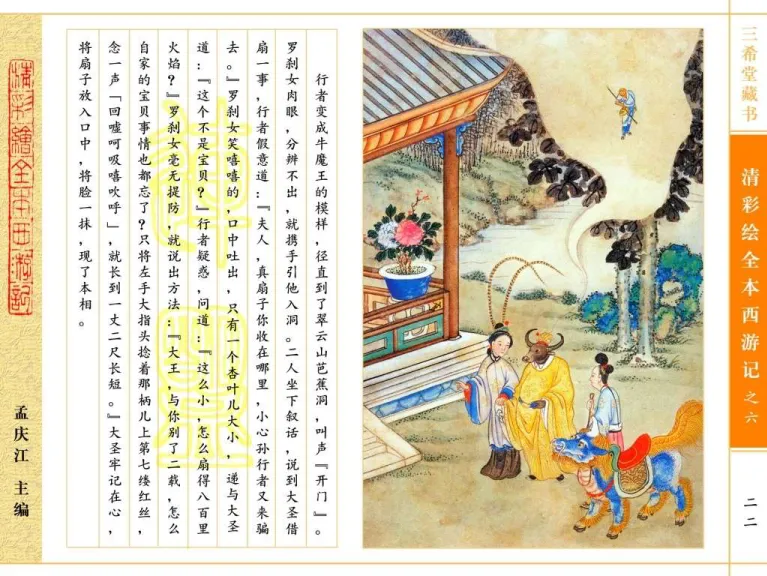 三希堂藏书
清彩绘全本西游记之六
二二
行者变成牛魔王的模样，径直到了翠云山芭蕉洞，叫声『开门』。
罗刹女肉眼，分辨不出，就携手引他入洞。二人坐下叙话，说到大圣借
扇一事，行者假意道：『夫人，真扇子你收在哪里，小心孙行者又来骗
去。』罗刹女笑嘻嘻的，口中吐出，只有一个杏叶儿大小，递与大圣
道：『这个不是宝贝？』行者疑惑，问道：『这么小，怎么扇得八百里
火焰？』罗刹女毫无提防，就说出方法：『大王，与你别了二载，怎么
自家的宝贝事情也都忘了？只将左手大指头捻着那柄儿上第七缕红丝，
念一声「回嘘呵吸嘻吹呼」，就长到一丈二尺长短。』大圣牢记在心，
将扇子放入口中，将脸一抹，现了本相。
清彩繪全本西游記
孟庆江 主编